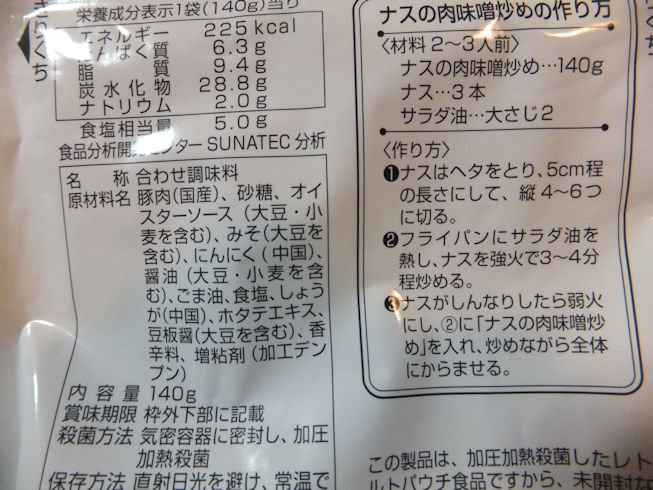 きりくち
栄養成分表示1袋(140g)当り
エネルギー 225kcal
たんぱく質 6.3g
脂質 9.4g
炭水化物 28.8g
ナトリウム 2.0g
食塩相当量 5.0g
食品分析開発センター SUNATEC 分析
名 称 合わせ調味料
原材料名 豚肉(国産)、砂糖、オイ
スターソース(大豆・小
麦を含む)、みそ(大豆を
含む)、にんにく(中国)、
醤油(大豆・小麦を含
む)、ごま油、食塩、しょう
が(中国)、ホタテエキス、
豆板醤(大豆を含む)、香
辛料、増粘剤(加工デン
プン)
内 容 量 140g
賞味期限 枠外下部に記載
殺菌方法 気密容器に密封し、加圧
加熱殺菌
保存方法 直射日光を避け、常温で
ナスの肉味噌炒めの作り方
〈材料2〜3人前〉
ナスの肉味噌炒め…140g
ナス…3本
サラダ油…大さじ2
〈作り方〉
❶ナスはヘタをとり、5cm程
の長さにして、縦4〜6つ
に切る。
❷フライパンにサラダ油を
熱し、ナスを強火で3〜4分
程炒める。
❸ナスがしんなりしたら弱火
にし、②に「ナスの肉味噌炒
め」を入れ、炒めながら全体
にからませる。
この製品は、加圧加熱殺菌したレト
ルトパウチ食品ですから、未開封な